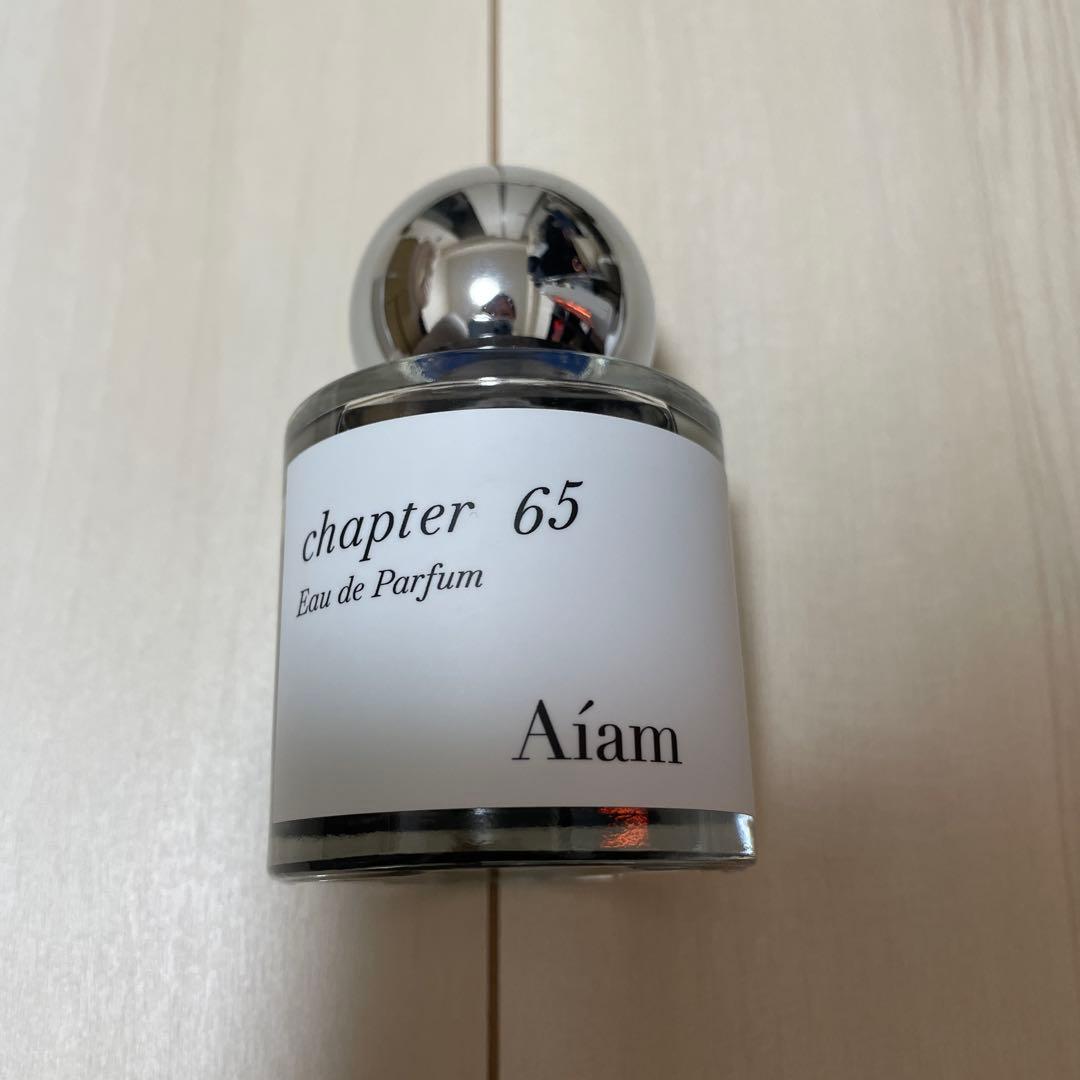 chapter 65
Eau de Parfum
Aíam